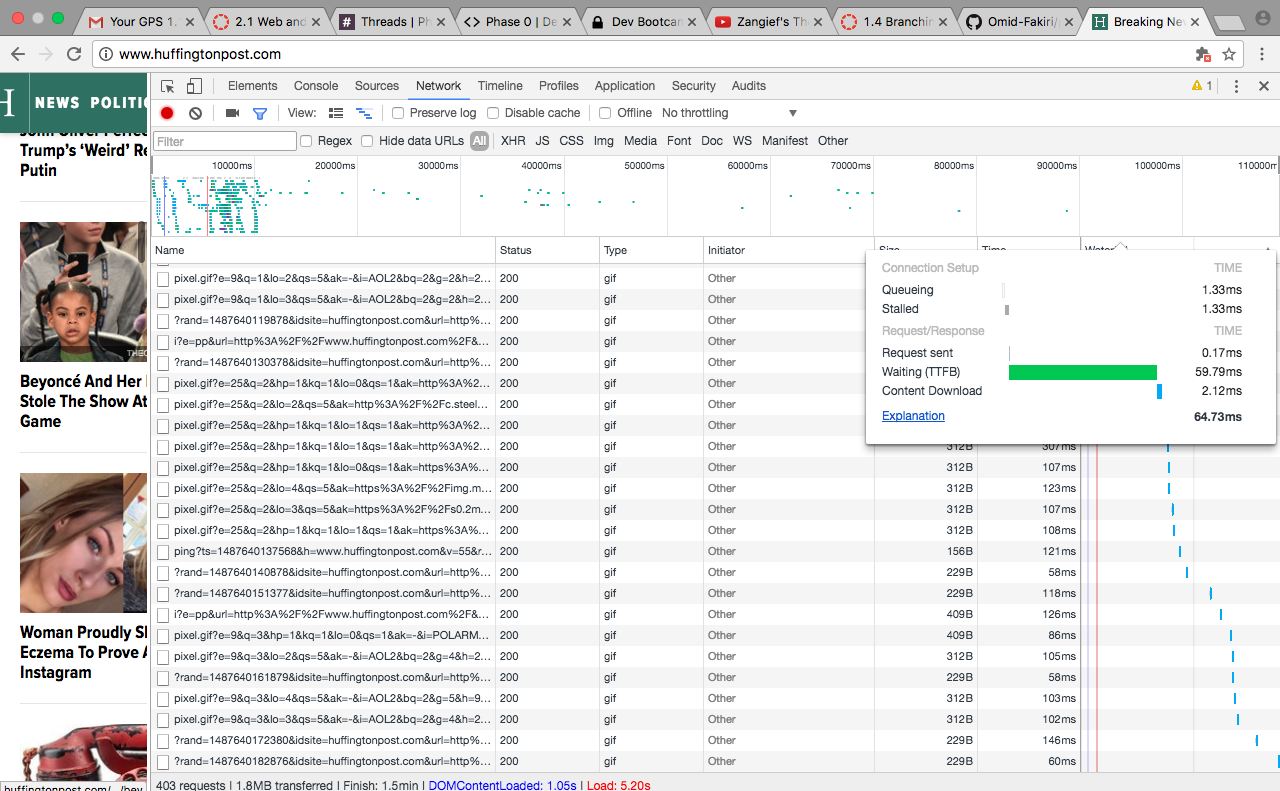 Your GPS 1. 2.1 Web and Threads | Ph <> Phase 0 | De Dev Bootcan Zangief's Th 1.4 Branchin Omid-Fakiri/ Breaking Nev
www.huffingtonpost.com
H NEWS POLITIC
Trump's 'Weird' Re
Putin
THEO
Beyoncé And Her
Stole The Show At
Game
Woman Proudly S
Eczema To Prove A
Instagram
huffingtonpost.com/.../bey
Elements Console Sources Network Timeline Profiles Application Security Audits 1
View: Preserve log Disable cache Offline No throttling
Filter Regex Hide data URLs All XHR JS CSS Img Media Font Doc WS Manifest Other
10000ms 20000ms 30000ms 40000ms 50000ms 60000ms 70000ms 80000ms 90000ms 100000ms 110000m
Name Status Type Initiator Size Time
pixel.gif?e=9&q=1&lo=2&qs=5&ak=-&i=AOL2&bq=2&g=2&h=2... 200 gif Other
pixel.gif?e=9&q=1&lo=3&qs=5&ak=-&i=AOL2&bq=2&g=2&h=2... 200 gif Other
?rand=1487640119878&idsite=huffingtonpost.com&url=http%... 200 gif Other
i?e=pp&url=http%3A%2F%2Fwww.huffingtonpost.com%2F&... 200 gif Other
?rand=1487640130378&idsite=huffingtonpost.com&url=http%... 200 gif Other
pixel.gif?e=25&q=2&hp=1&kq=1&lo=0&qs=1&ak=http%3A%2... 200 gif Other
pixel.gif?e=25&q=2&lo=2&qs=5&ak=http%3A%2F%2Fc.steel... 200 gif Other
pixel.gif?e=25&q=2&hp=1&kq=1&lo=1&qs=1&ak=http%3A%2... 200 gif Other
pixel.gif?e=25&q=2&hp=1&kq=1&lo=1&qs=1&ak=http%3A%2... 200 gif Other 312B 307ms
pixel.gif?e=25&q=2&hp=1&kq=1&lo=0&qs=1&ak=https%3A%... 200 gif Other 312B 107ms
pixel.gif?e=25&q=2&lo=4&qs=5&ak=https%3A%2F%2Fimg.m... 200 gif Other 312B 123ms
pixel.gif?e=25&q=2&lo=3&qs=5&ak=https%3A%2F%2Fs0.2m... 200 gif Other 312B 107ms
pixel.gif?e=25&q=2&hp=1&kq=1&lo=1&qs=1&ak=https%3A%... 200 gif Other 312B 108ms
ping?ts=1487640137568&h=www.huffingtonpost.com&v=55&r... 200 gif Other 156B 121ms
?rand=1487640140878&idsite=huffingtonpost.com&url=http%... 200 gif Other 229B 58ms
?rand=1487640151377&idsite=huffingtonpost.com&url=http%... 200 gif Other 229B 118ms
i?e=pp&url=http%3A%2F%2Fwww.huffingtonpost.com%2F&... 200 gif Other 409B 126ms
pixel.gif?e=9&q=3&hp=1&kq=1&lo=0&qs=1&ak=-&i=POLARM... 200 gif Other 409B 86ms
pixel.gif?e=9&q=3&lo=2&qs=5&ak=-&i=AOL2&bq=2&g=4&h=2... 200 gif Other 312B 105ms
?rand=1487640161879&idsite=huffingtonpost.com&url=http%... 200 gif Other 229B 58ms
pixel.gif?e=9&q=3&lo=4&qs=5&ak=-&i=AOL2&bq=2&g=5&h=9... 200 gif Other 312B 103ms
pixel.gif?e=9&q=3&lo=3&qs=5&ak=-&i=AOL2&bq=2&g=4&h=2... 200 gif Other 312B 102ms
?rand=1487640172380&idsite=huffingtonpost.com&url=http%... 200 gif Other 229B 146ms
?rand=1487640182876&idsite=huffingtonpost.com&url=http%... 200 gif Other 229B 60ms
Connection Setup TIME
Queueing 1.33ms
Stalled 1.33ms
Request/Response TIME
Request sent 0.17ms
Waiting (TTFB) 59.79ms
Content Download 2.12ms
Explanation 64.73ms
403 requests | 1.8MB transferred | Finish: 1.5min | DOMContentLoaded: 1.05s | Load: 5.20s